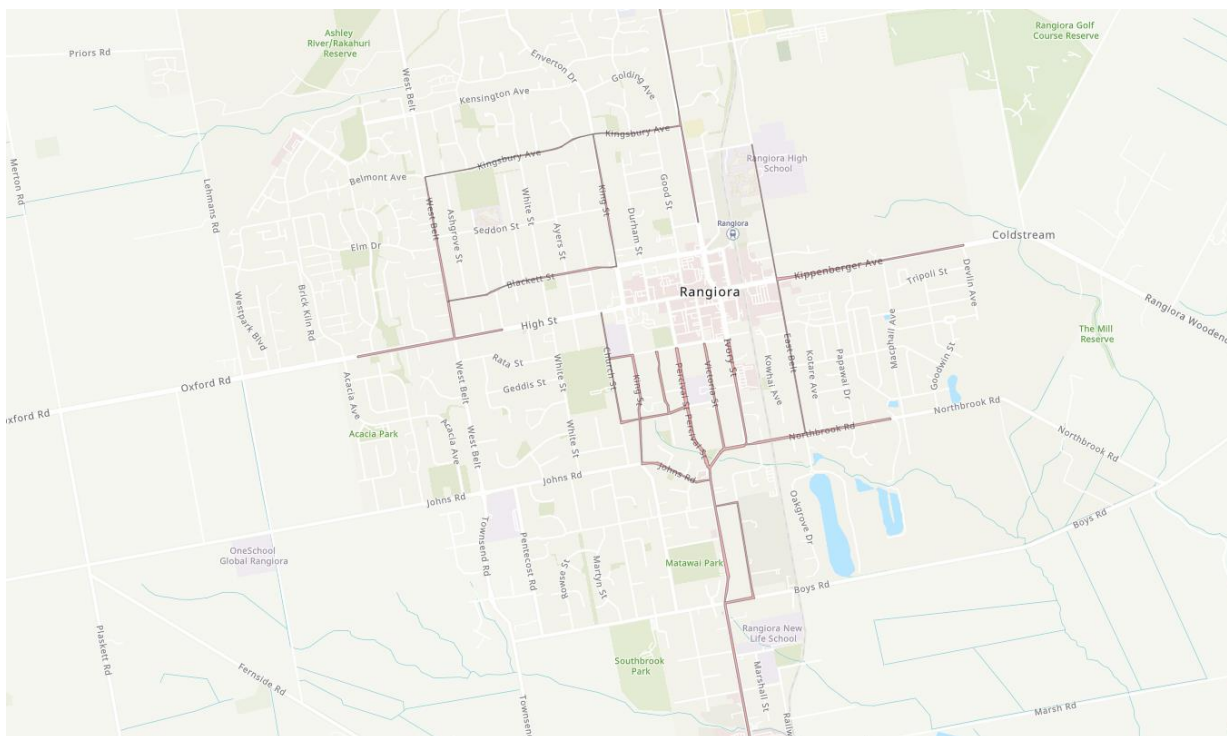 Ashley
River/Rakahuri
Reserve
Rangiora Golf
Course Reserve
Priors Rd
Enverton Dr
Golding Ave
West Belt
Kensington Ave
Kingsbury Ave
Kingsbury Ave
Rangiora High
School
Merton Rd
Lehmans Rd
Belmont Ave
West Belt
Ashgrove St
White St
King St
Good St
Seddon St
Ayers St
Durham St
Rangiora
Coldstream
Elm Dr
Blackett St
Kippenberger Ave
Tripoli St
Devlin Ave
Rangiora
Westpark Blvd
Brick Kiln Rd
High St
Rangiora Woodend
The Mill
Reserve
Macphail Ave
Goodwin St
Oxford Rd
Oxford Rd
Rata St
Geddis St
White St
Church St
King St
Percival St
Victoria St
Ivory St
Kowhai Ave
East Belt
Kotare Ave
Papawai Dr
West Belt
Acacia Ave
Acacia Park
Acacia Ave
West Belt
White St
Percival St
Northbrook Rd
Northbrook Rd
Northbrook Rd
Johns Rd
Johns Rd
Johns Rd
Oakgrove Dr
Boys Rd
OneSchool
Global Rangiora
Townsend Rd
Pentecost Rd
Bowse St
Martyn St
Matawai Park
Boys Rd
Rangiora New
Life School
Plaskett Rd
Fernside Rd
Southbrook
Park
Marshall St
Marsh Rd
Townsen
Railw